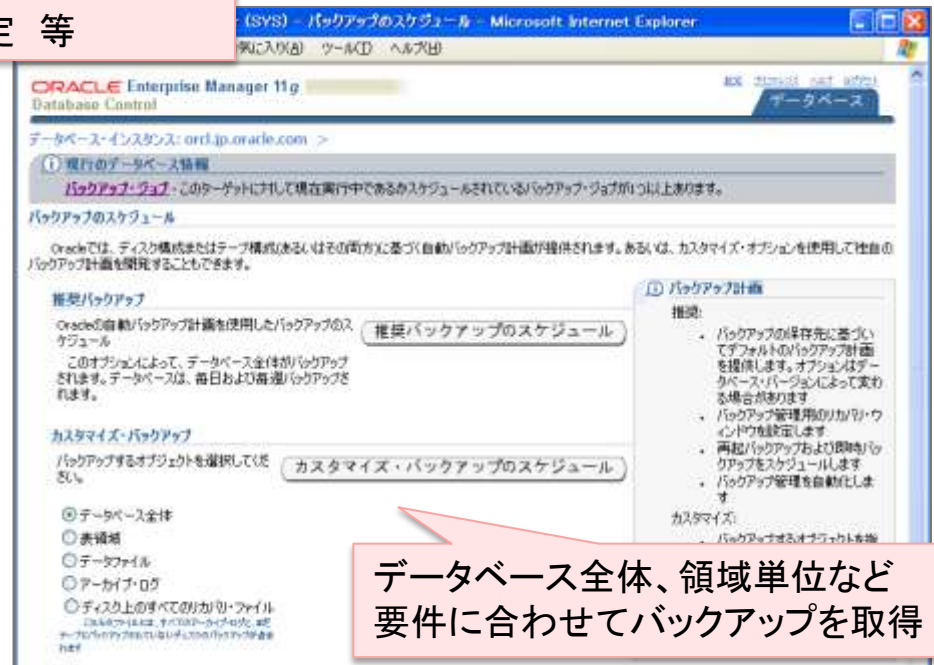 定 等
(SYS) - バックアップのスケジュール - Microsoft Internet Explorer
気に入り(A) ツール(T) ヘルプ(H)
ORACLE Enterprise Manager 11g
Database Control
データベース
データベース・インスタンス: orcl.jp.oracle.com >
現行のデータベース情報
バックアップ・ジョブ - このターゲットに対して現在実行中であるかスケジュールされているバックアップ・ジョブが1つ以上あります。
バックアップのスケジュール
Oracleでは、ディスク構成またはテープ構成(あるいはその両方)に基づく自動バックアップ計画が提供されます。あるいは、カスタマイズ・オプションを使用して独自の
バックアップ計画を開発することもできます。
推奨バックアップ
Oracleの自動バックアップ計画を使用したバックアップのス
ケジュール
推奨バックアップのスケジュール
このオプションによって、データベース全体がバックアップ
されます。データベースは、毎日および毎週バックアップさ
れます。
カスタマイズ・バックアップ
バックアップするオブジェクトを選択してくだ
さい。
カスタマイズ・バックアップのスケジュール
データベース全体
表領域
データファイル
アーカイブ・ログ
ディスク上のすべてのリカバリ・ファイル
バックアップ計画
推奨:
バックアップの保存先に基づい
てデフォルトのバックアップ計画
を提供します。オプションはデー
タベース・バージョンによって変わ
る場合があります
バックアップ管理用のリカバリ・ウ
ィンドウを設定します
再起バックアップおよび即時バッ
クアップをスケジュールします
バックアップ管理を自動化しま
す
カスタマイズ:
バックアップするオブジェクトを指
データベース全体、領域単位など
要件に合わせてバックアップを取得